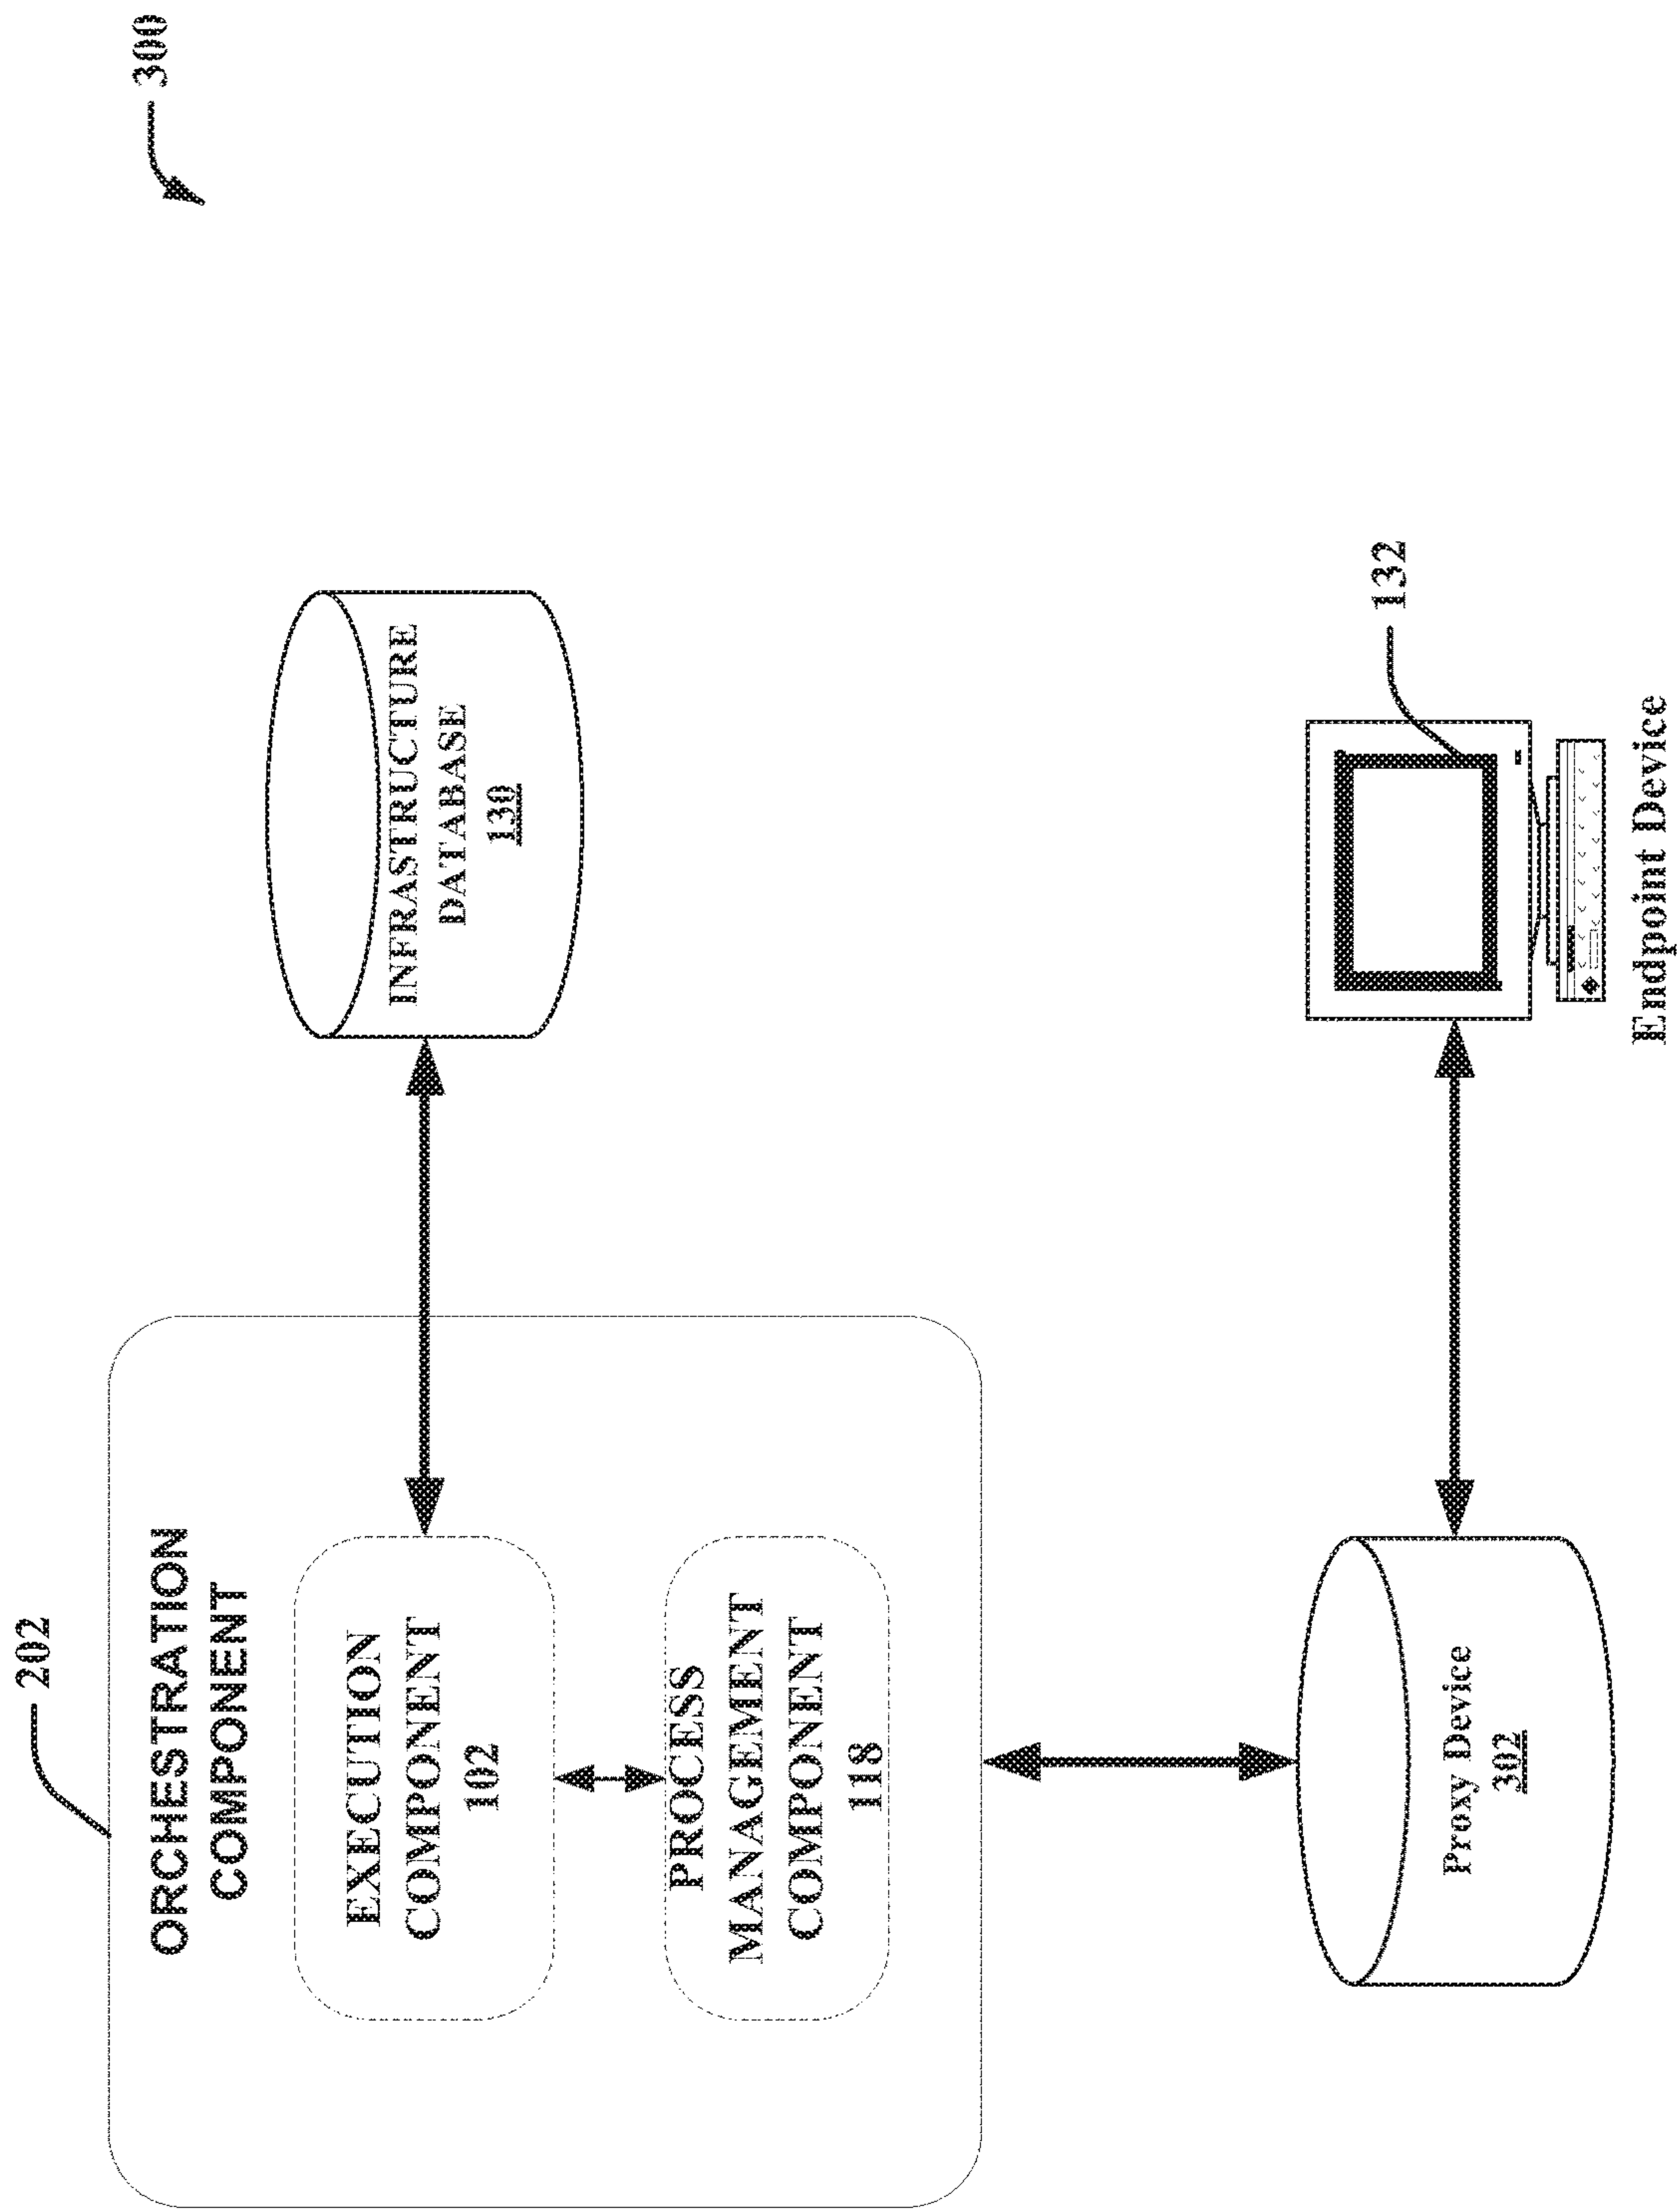 300
202
ORCHESTRATION
COMPONENT
EXECUTION
COMPONENT
102
PROCESS
MANAGEMENT
COMPONENT
118
INFRASTRUCTURE
DATABASE
130
Proxy Device
302
132
Endpoint Device